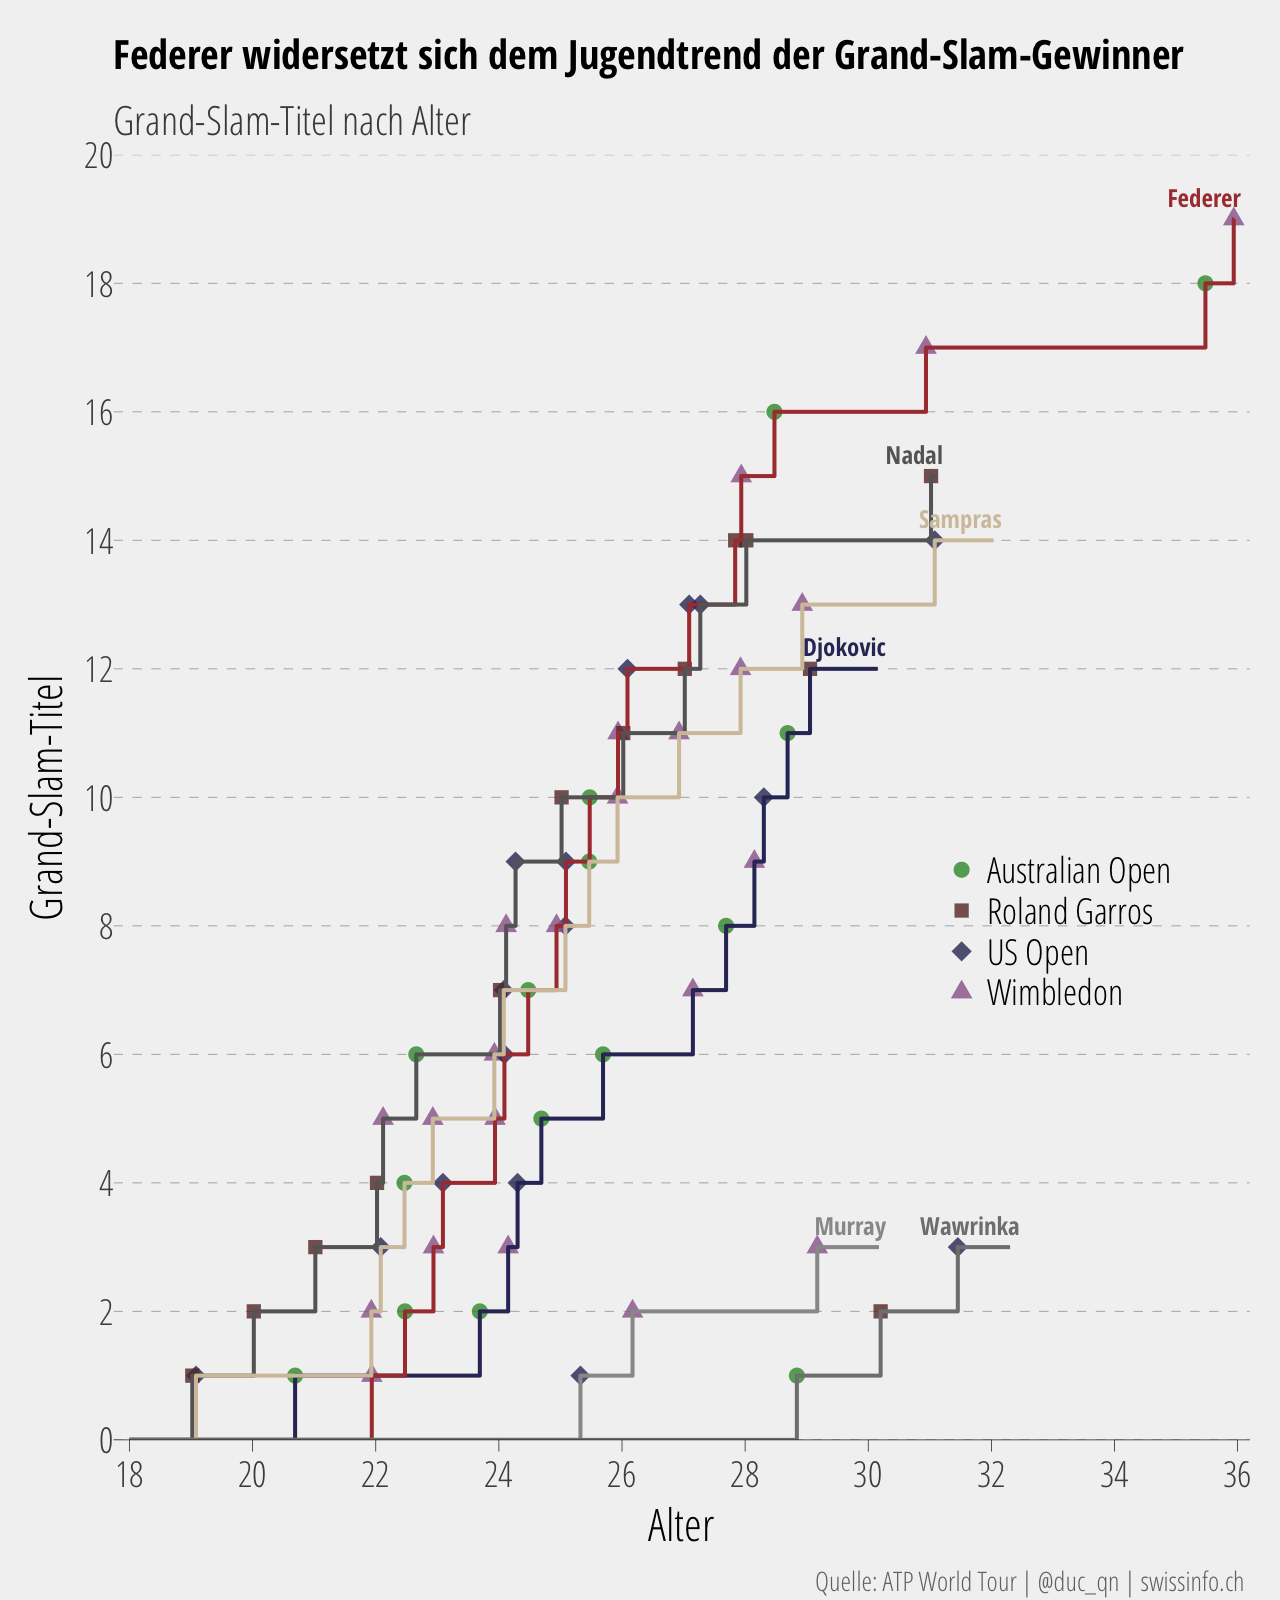 Federer widersetzt sich dem Jugendtrend der Grand-Slam-Gewinner
Grand-Slam-Titel nach Alter
20
18
16
14
12
10
8
6
4
2
0
Grand-Slam-Titel
Federer
Nadal
Sampras
Djokovic
Murray
Wawrinka
Australian Open
Roland Garros
US Open
Wimbledon
18 20 22 24 26 28 30 32 34 36
Alter
Quelle: ATP World Tour | @duc_qn | swissinfo.ch